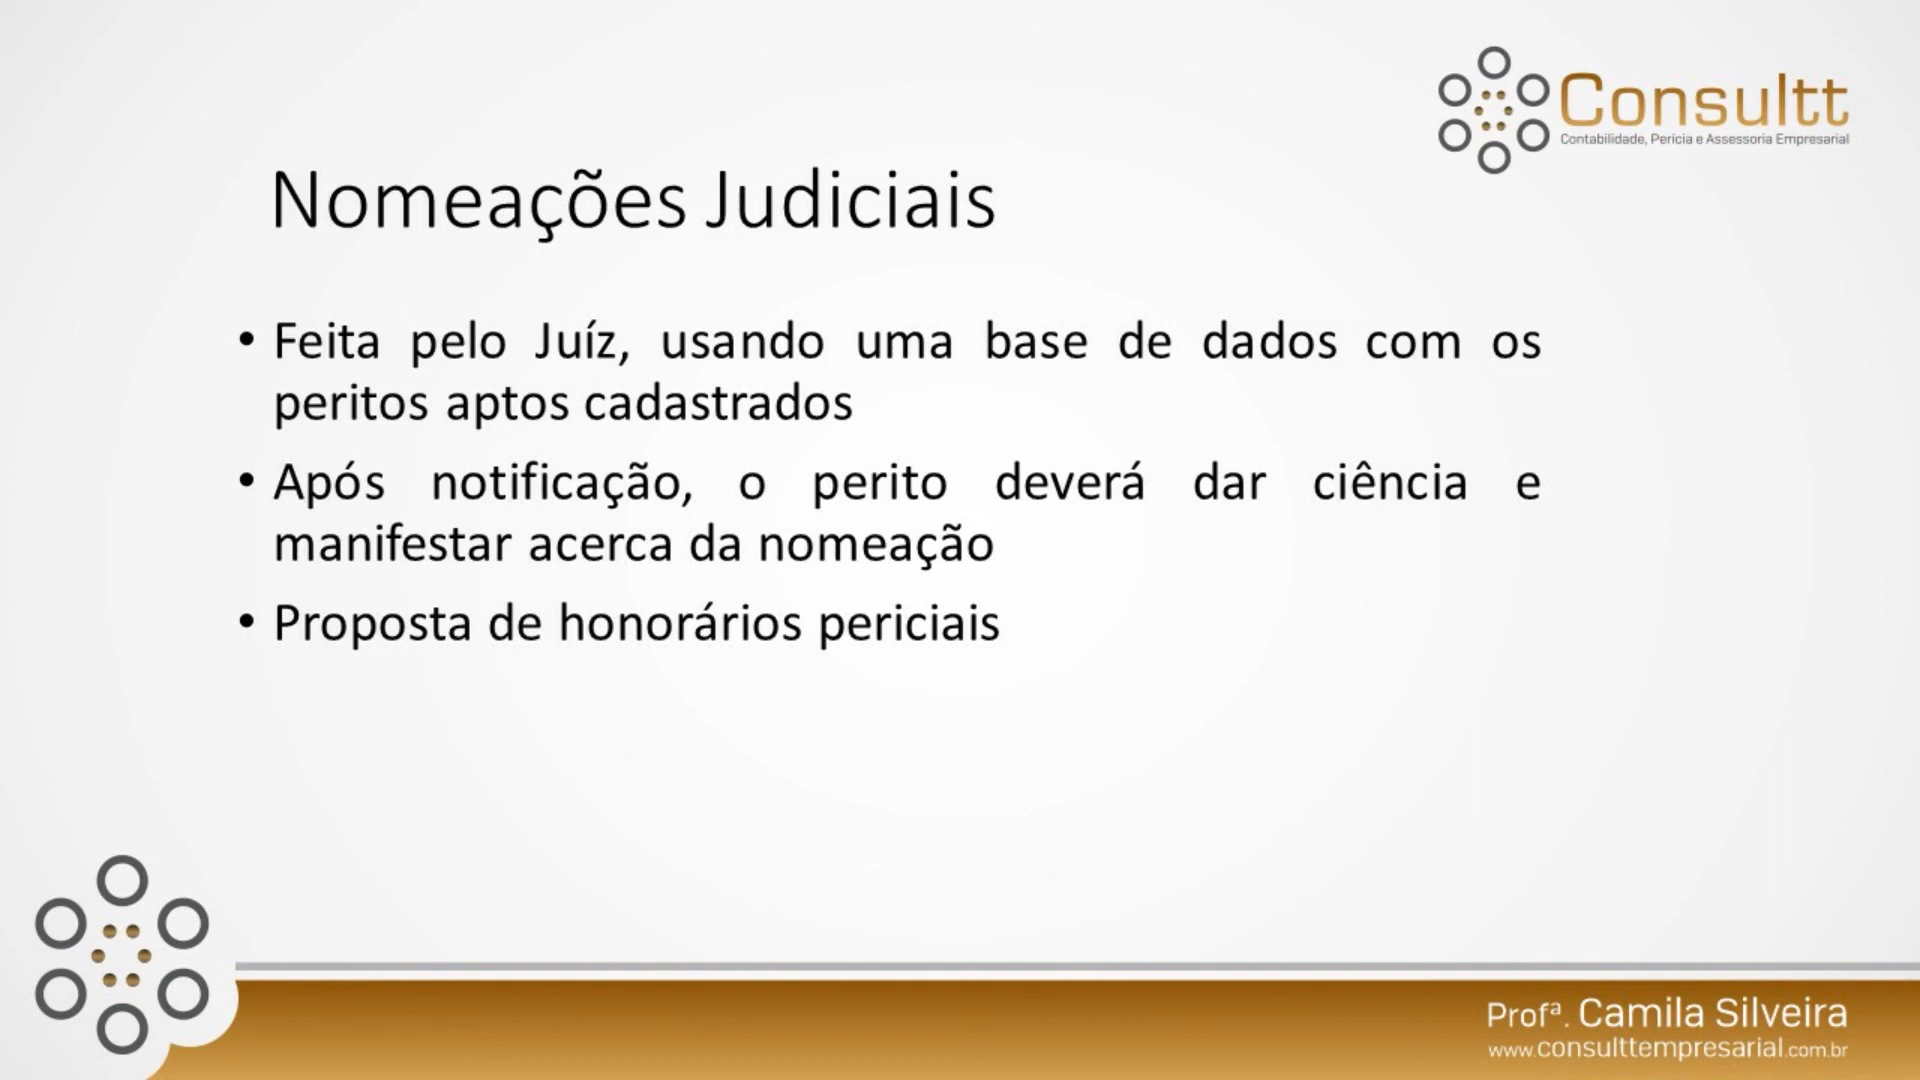 Consultt
Contabilidade, Perícia e Assessoria Empresarial
Nomeações Judiciais
• Feita pelo Juíz, usando uma base de dados com os
peritos aptos cadastrados
• Após notificação, o perito deverá dar ciência e
manifestar acerca da nomeação
• Proposta de honorários periciais
Profª. Camila Silveira
www.consulttempresarial.com.br